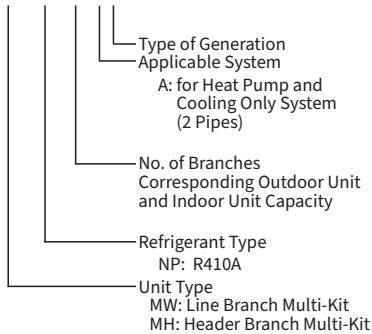 Type of Generation
Applicable System
A: for Heat Pump and
Cooling Only System
(2 Pipes)
No. of Branches
Corresponding Outdoor Unit
and Indoor Unit Capacity
Refrigerant Type
NP: R410A
Unit Type
MW: Line Branch Multi-Kit
MH: Header Branch Multi-Kit